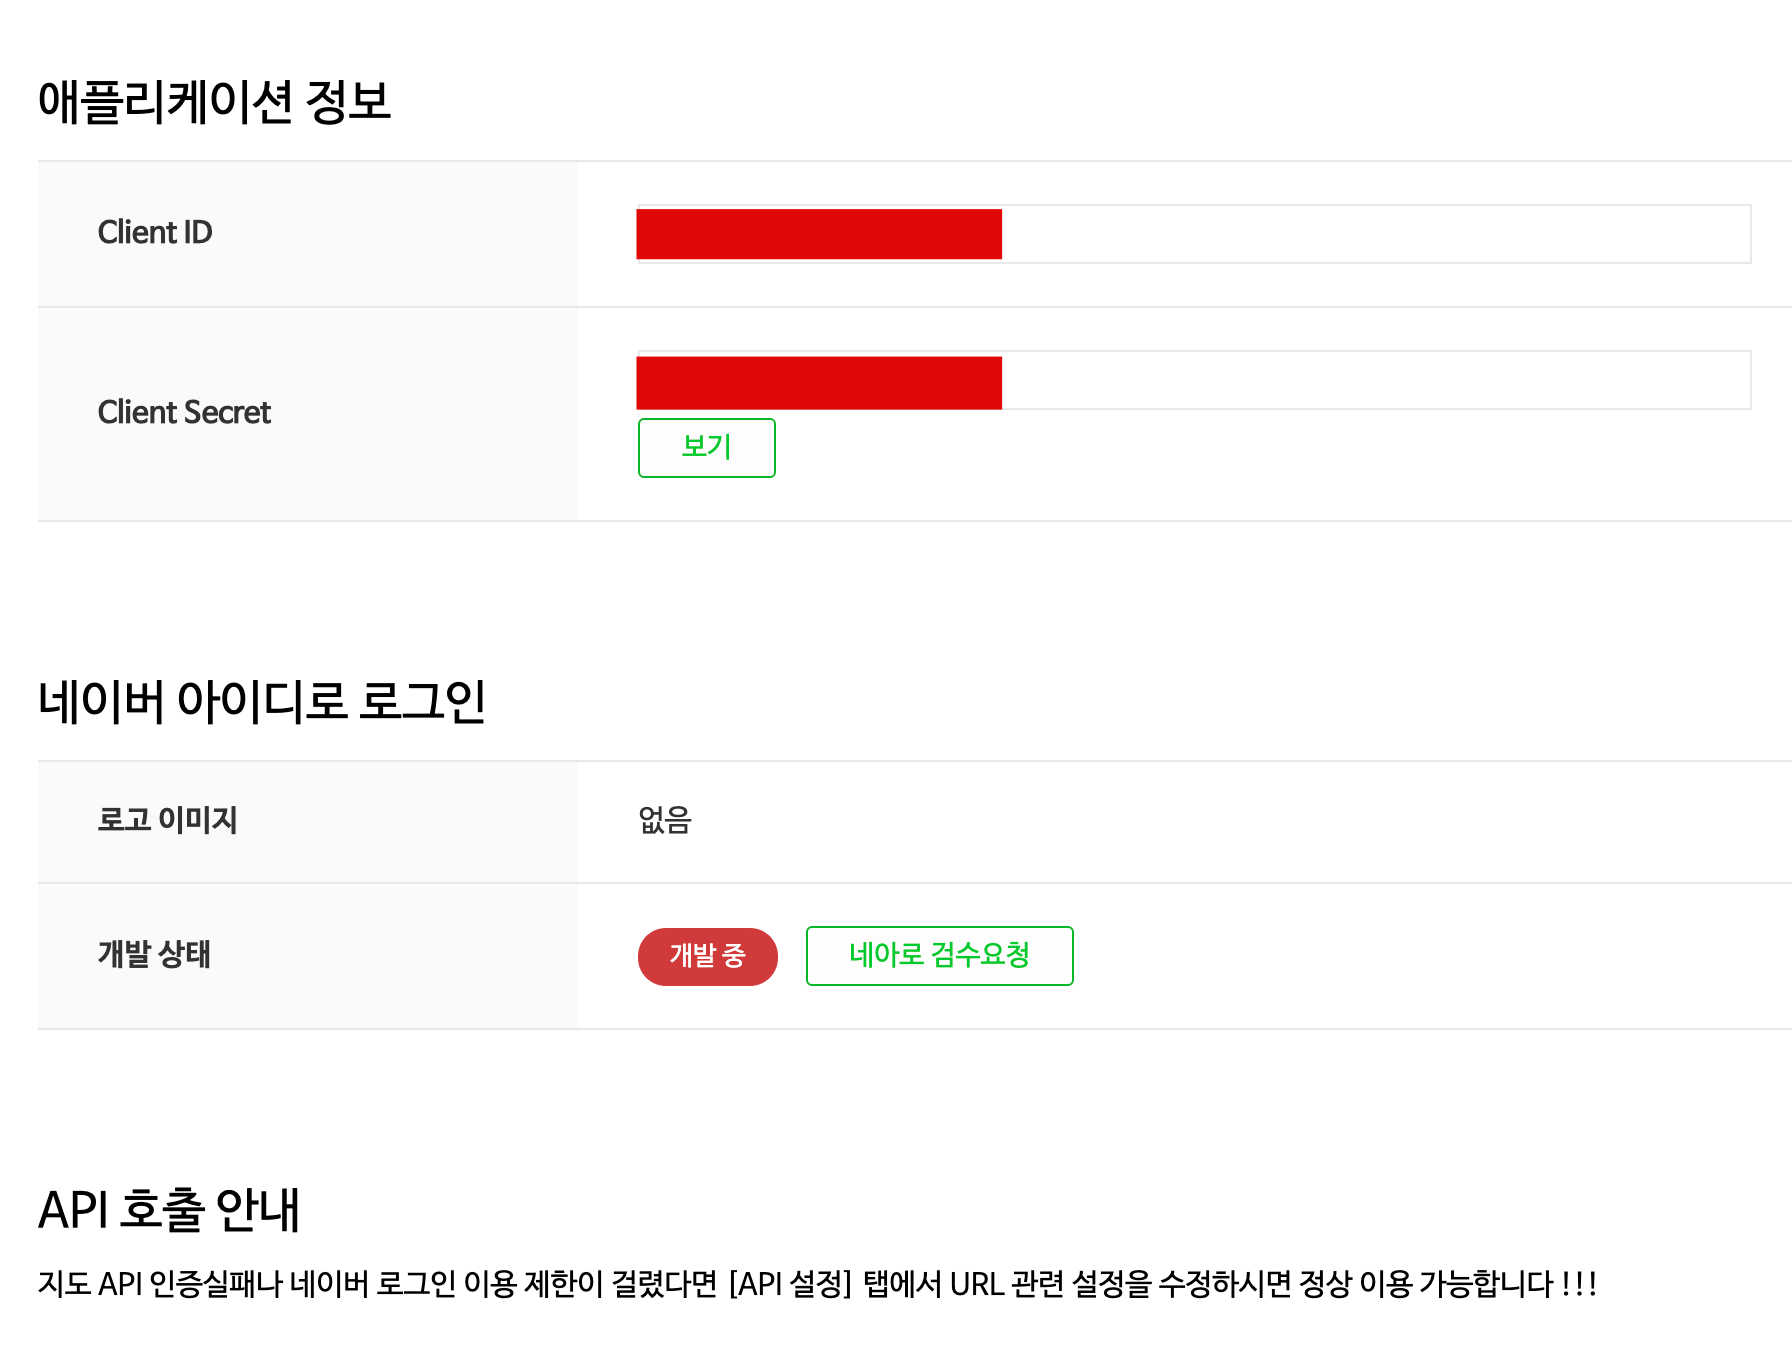 애플리케이션 정보
Client ID
Client Secret
보기
네이버 아이디로 로그인
로고 이미지
없음
개발 상태
개발 중
네아로 검수요청
API 호출 안내
지도 API 인증실패나 네이버 로그인 이용 제한이 걸렸다면 [API 설정] 탭에서 URL 관련 설정을 수정하시면 정상 이용 가능합니다 ! ! !